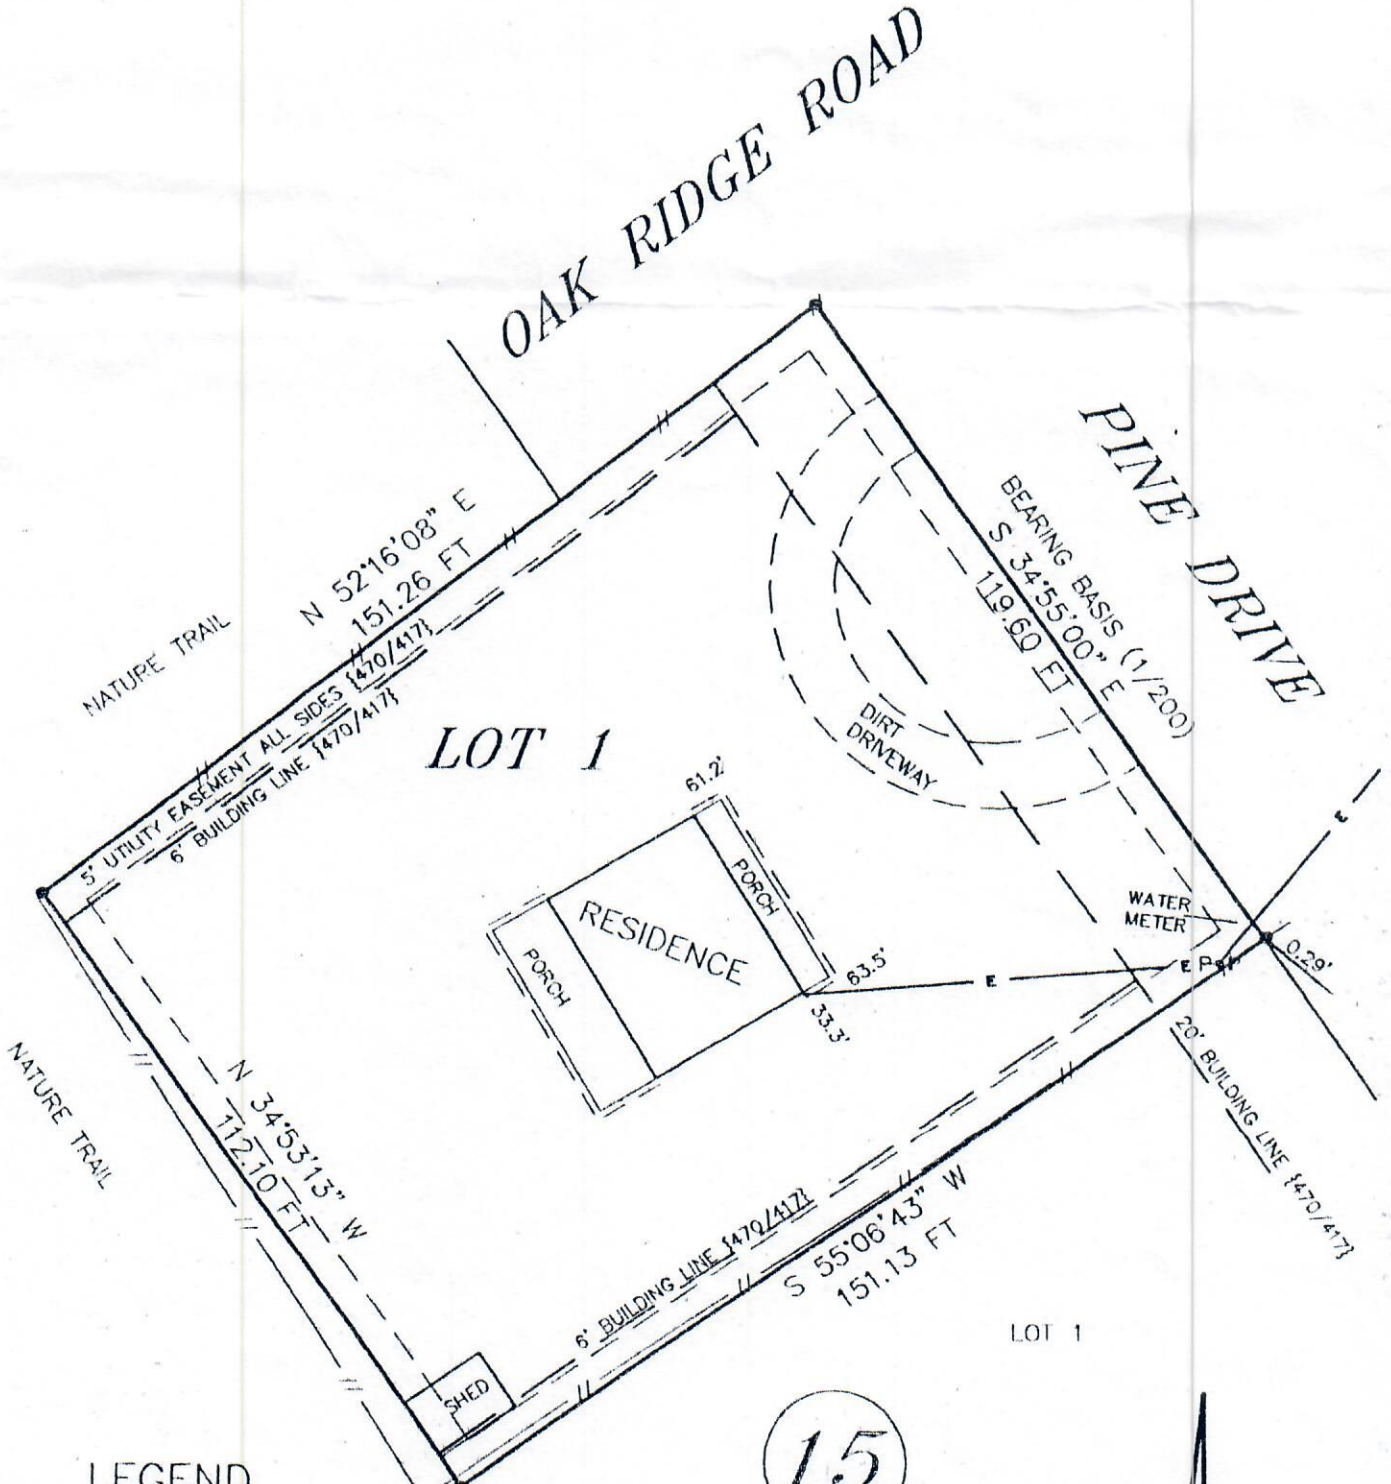 OAK RIDGE ROAD
PINE DRIVE
BEARING BASIS (1/200)
S 34°55'00" E
119.60 FT
N 52°16'08" E
151.26 FT
NATURE TRAIL
5' UTILITY EASEMENT ALL SIDES {470/417}
6' BUILDING LINE {470/417}
LOT 1
DIRT
DRIVEWAY
61.2'
PORCH
RESIDENCE
PORCH
63.5'
33.3'
WATER
METER
E
E
E
0.29'
20' BUILDING LINE {470/417}
NATURE TRAIL
N 34°53'13" W
112.10 FT
6' BUILDING LINE {470/417}
S 55°06'43" W
151.13 FT
LOT 1
SHED
15
LEGEND